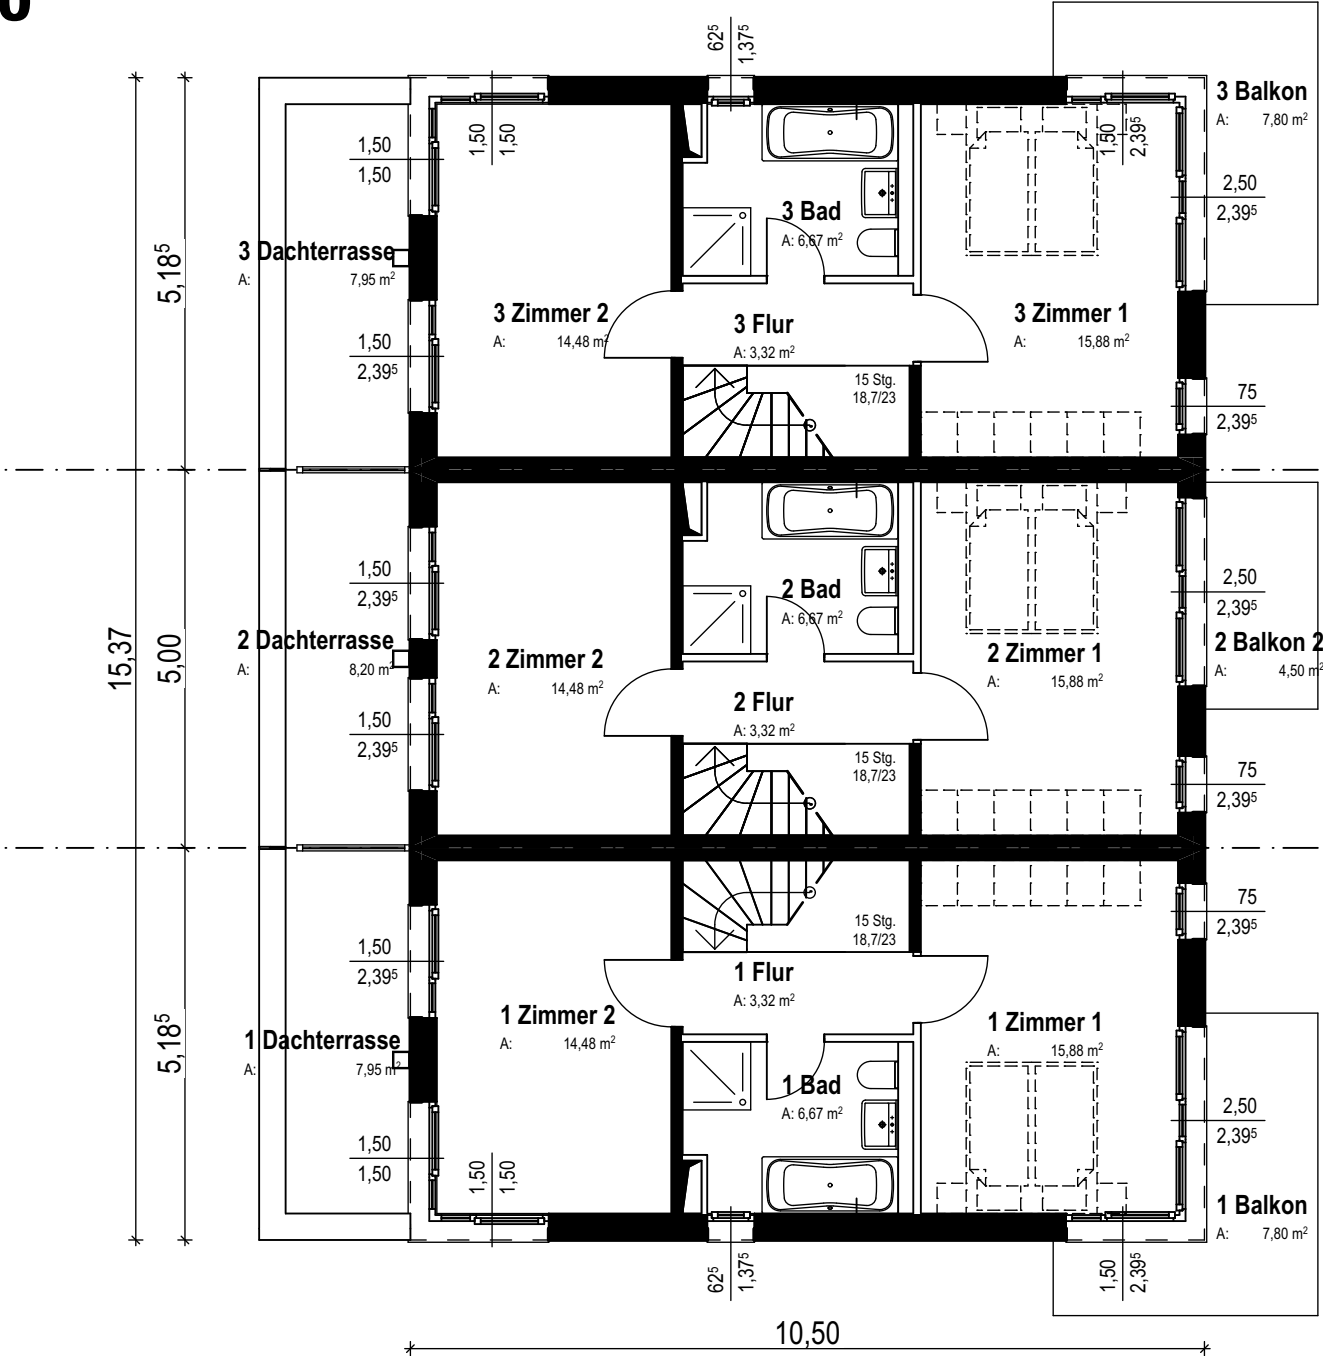 0
62⁵
1,37⁵
1,50
1,50
1,50
2,39⁵
3 Balkon
A: 7,80 m²
1,50
1,50
2,50
2,39⁵
3 Bad
A: 6,67 m²
3 Dachterrasse
A: 7,95 m²
5,18⁵
3 Zimmer 2
A: 14,48 m²
3 Flur
A: 3,32 m²
3 Zimmer 1
A: 15,88 m²
1,50
2,39⁵
15 Stg.
18,7/23
75
2,39⁵
1,50
2,39⁵
2 Bad
A: 6,67 m²
2,50
2,39⁵
15,37
5,00
2 Dachterrasse
A: 8,20 m²
2 Zimmer 2
A: 14,48 m²
2 Zimmer 1
A: 15,88 m²
2 Balkon 2
A: 4,50 m²
2 Flur
A: 3,32 m²
1,50
2,39⁵
15 Stg.
18,7/23
75
2,39⁵
15 Stg.
18,7/23
75
2,39⁵
1,50
2,39⁵
1 Flur
A: 3,32 m²
1 Zimmer 2
A: 14,48 m²
1 Zimmer 1
A: 15,88 m²
5,18⁵
1 Dachterrasse
A: 7,95 m²
1 Bad
A: 6,67 m²
2,50
2,39⁵
1,50
1,50
1,50
1,50
1 Balkon
A: 7,80 m²
62⁵
1,37⁵
1,50
2,39⁵
10,50